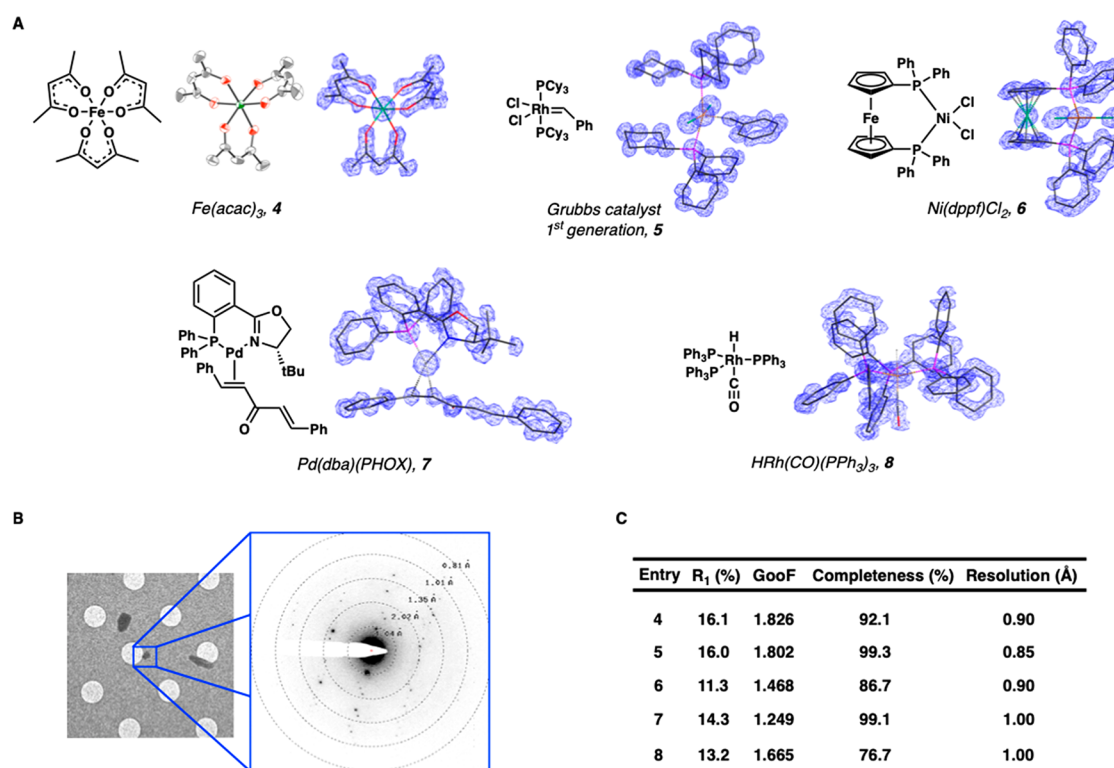 A
O O
O Fe O
O O
Fe(acac)3, 4
PCy3
Cl
Rh
Cl
Ph
PCy3
Grubbs catalyst
1st generation, 5
Ph
P Ph
Fe Ni Cl
Cl
P Ph
Ph
Ni(dppf)Cl2, 6
O
Ph P N
Ph
Pd
tBu
Ph
O
Ph
Pd(dba)(PHOX), 7
H
Ph3P Rh PPh3
Ph3P
C
O
HRh(CO)(PPh3)3, 8
B
0.81 Å
1.01 Å
1.35 Å
2.02 Å
C
Entry R1 (%) GooF Completeness (%) Resolution (Å)
4 16.1 1.826 92.1 0.90
5 16.0 1.802 99.3 0.85
6 11.3 1.468 86.7 0.90
7 14.3 1.249 99.1 1.00
8 13.2 1.665 76.7 1.00